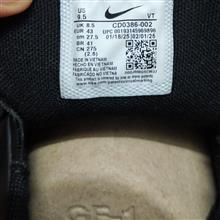 US 9.5 VT
UK 8.5 CD0386-002
EUR 43 UPC 00193145969896
cm 27.5 01/18/25 02/01/25
BR 41
CN 275 (2.5)
MADE IN VIETNAM
FABRIQUÉ AU VIETNAM
HECHO EN VIETNAM
FABRICADO NO VIETNAM